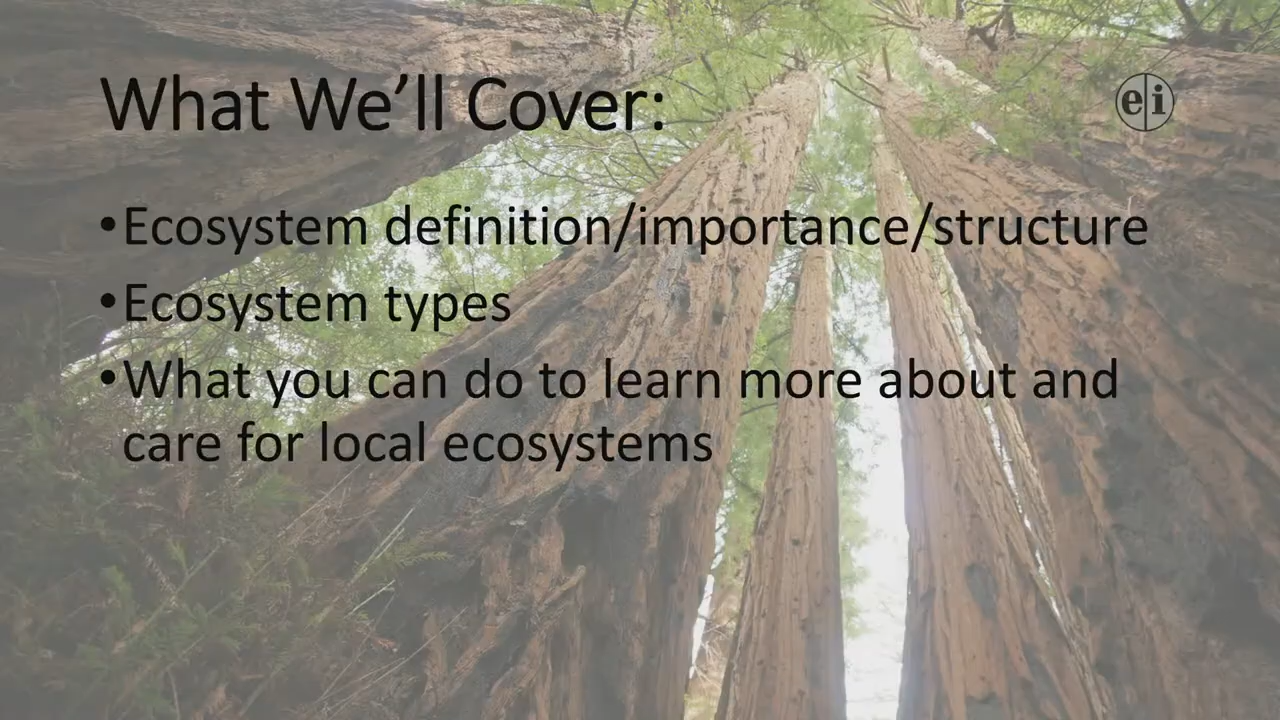 What We’ll Cover:
e|i
•Ecosystem definition/importance/structure
•Ecosystem types
•What you can do to learn more about and
care for local ecosystems